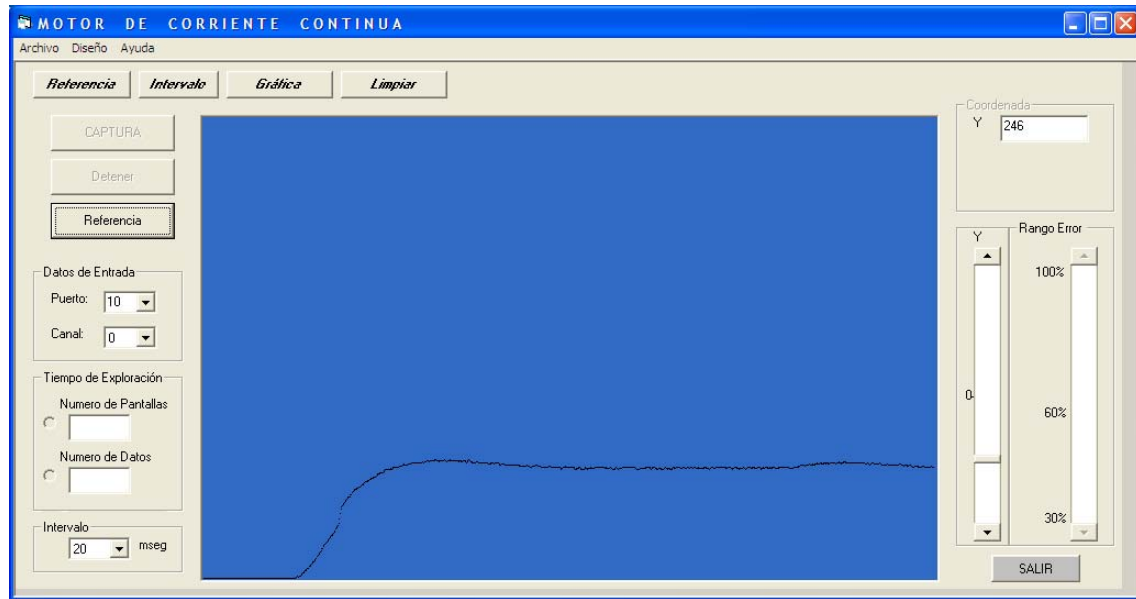 MOTOR DE CORRIENTE CONTINUA
Archivo Diseño Ayuda
Referencia Intervalo Gráfica Limpiar
CAPTURA
Detener
Referencia
Datos de Entrada
Puerto: 10
Canal: 0
Tiempo de Exploración
Numero de Pantallas
Numero de Datos
Intervalo
20 mseg
Coordenada
Y 246
Y
0
Rango Error
100%
60%
30%
SALIR